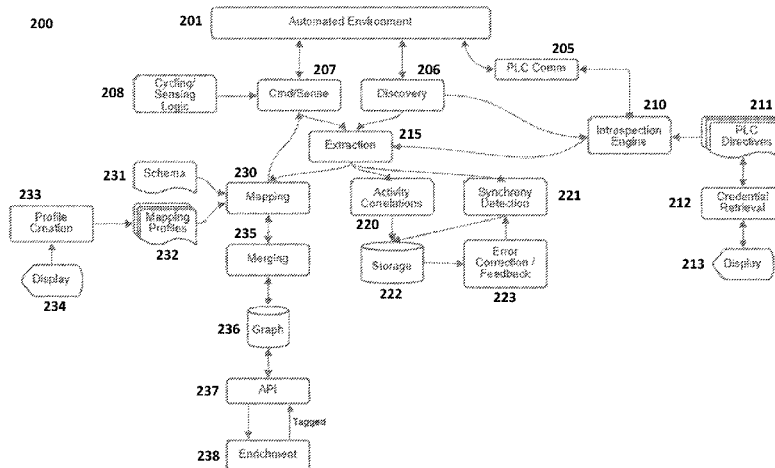 200
201
Automated Environment
205
207
206
PLC Comm
208
Cycling/
Sensing
Logic
Cmd/Sense
Discovery
210
211
215
Introspection
Engine
PLC
Directives
Extraction
231
Schema
230
233
Mapping
Activity
Correlations
Synchrony
Detection
221
212
Credential
Retrieval
Profile
Creation
Mapping
Profiles
220
232
235
213
Display
Merging
Storage
Error
Correction /
Feedback
Display
234
222
223
236
Graph
237
API
Tagged
238
Enrichment